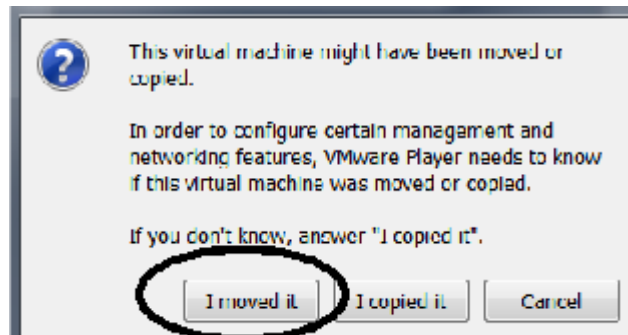 This virtual machine might have been moved or
copied.
In order to configure certain management and
networking features, VMware Player needs to know
if this virtual machine was moved or copied.
If you don't know, answer "I copied it".
I moved it I copied it Cancel